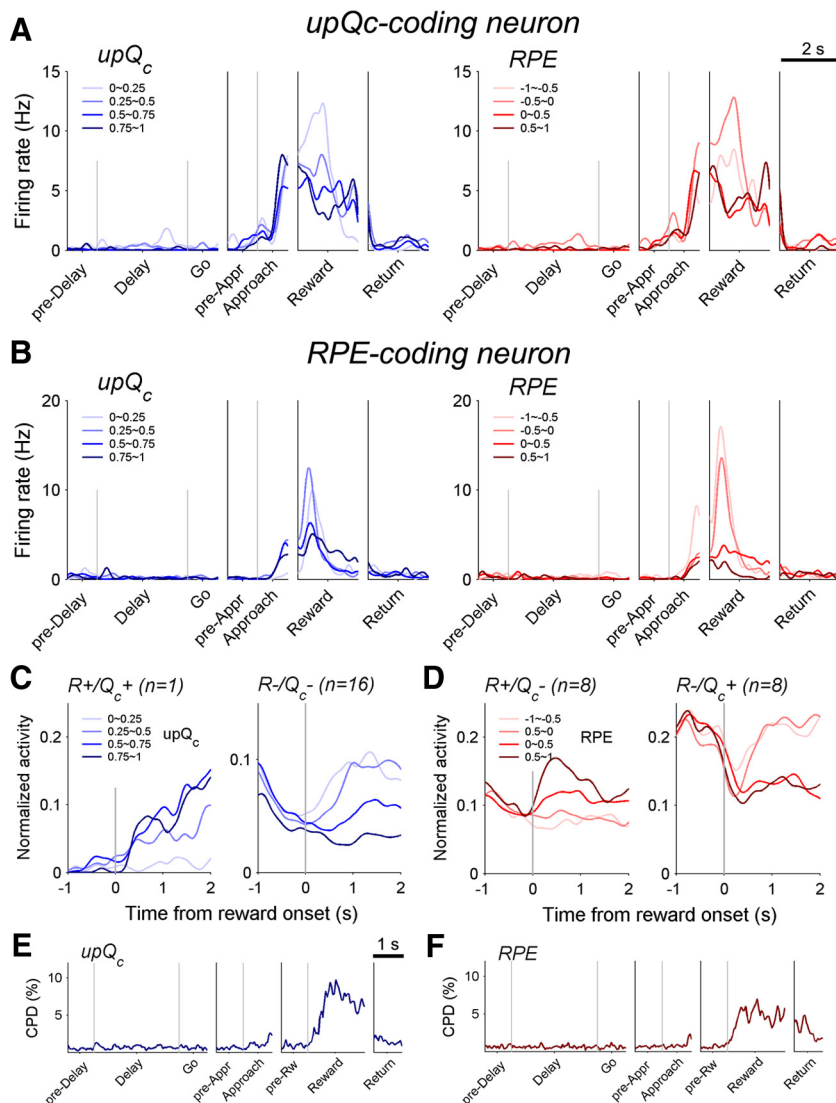 A
upQc-coding neuron
upQc
RPE
2 s
Firing rate (Hz)
15
10
5
0
0~0.25
0.25~0.5
0.5~0.75
0.75~1
pre-Delay
Delay
Go
pre-Appr
Approach
Reward
Return
15
10
5
0
-1~-0.5
-0.5~0
0~0.5
0.5~1
pre-Delay
Delay
Go
pre-Appr
Approach
Reward
Return
B
RPE-coding neuron
upQc
RPE
Firing rate (Hz)
20
10
0
0~0.25
0.25~0.5
0.5~0.75
0.75~1
pre-Delay
Delay
Go
pre-Appr
Approach
Reward
Return
20
10
0
-1~-0.5
-0.5~0
0~0.5
0.5~1
pre-Delay
Delay
Go
pre-Appr
Approach
Reward
Return
C
R+/Qc+ (n=1)
R-/Qc- (n=16)
Normalized activity
0.2
0.1
0
0~0.25
0.25~0.5
0.5~0.75
0.75~1
upQc
-1 0 1 2
0.1
0
-1 0 1 2
Time from reward onset (s)
D
R+/Qc- (n=8)
R-/Qc+ (n=8)
Normalized activity
0.2
0.1
0
-1~-0.5
0.5~0
0~0.5
0.5~1
RPE
-1 0 1 2
0.2
0.1
0
-1 0 1 2
Time from reward onset (s)
E
upQc
1 s
CPD (%)
10
5
pre-Delay
Delay
Go
pre-Appr
Approach
pre-Rw
Reward
Return
F
RPE
CPD (%)
10
5
pre-Delay
Delay
Go
pre-Appr
Approach
pre-Rw
Reward
Return